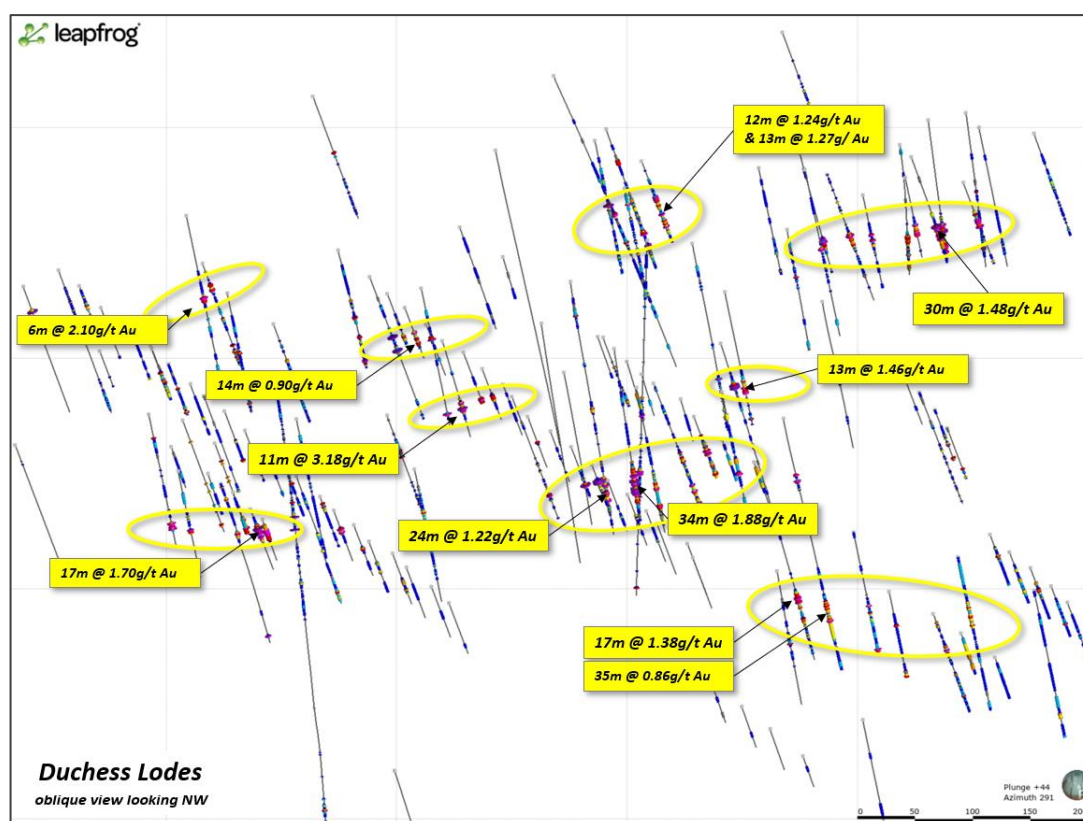 leapfrog
12m @ 1.24g/t Au
& 13m @ 1.27g/ Au
6m @ 2.10g/t Au
30m @ 1.48g/t Au
14m @ 0.90g/t Au
13m @ 1.46g/t Au
11m @ 3.18g/t Au
34m @ 1.88g/t Au
24m @ 1.22g/t Au
17m @ 1.70g/t Au
17m @ 1.38g/t Au
35m @ 0.86g/t Au
Duchess Lodes
oblique view looking NW
Plunge +44
Azimuth 291
0 50 100 150